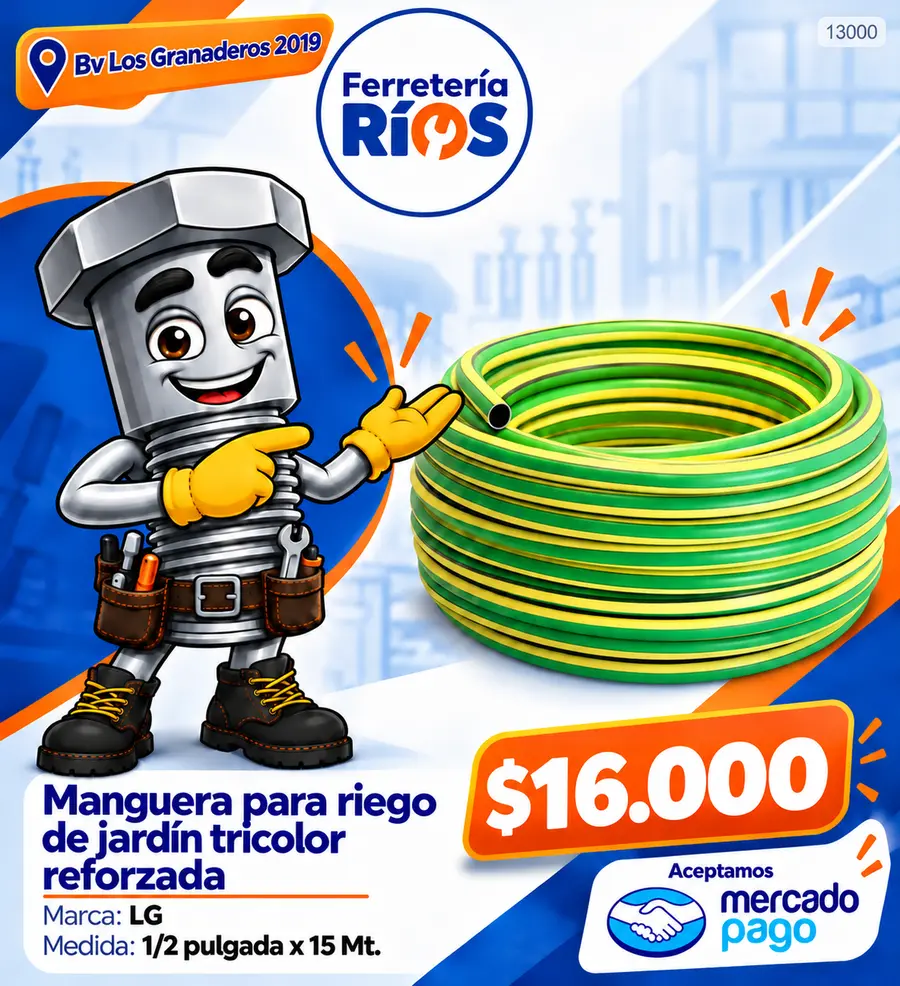 Bv Los Granaderos 2019
Ferretería
Ríos
13000
$16.000
Manguera para riego
de jardín tricolor
reforzada
Marca: LG
Medida: 1/2 pulgada x 15 Mt.
Aceptamos
mercado
pago